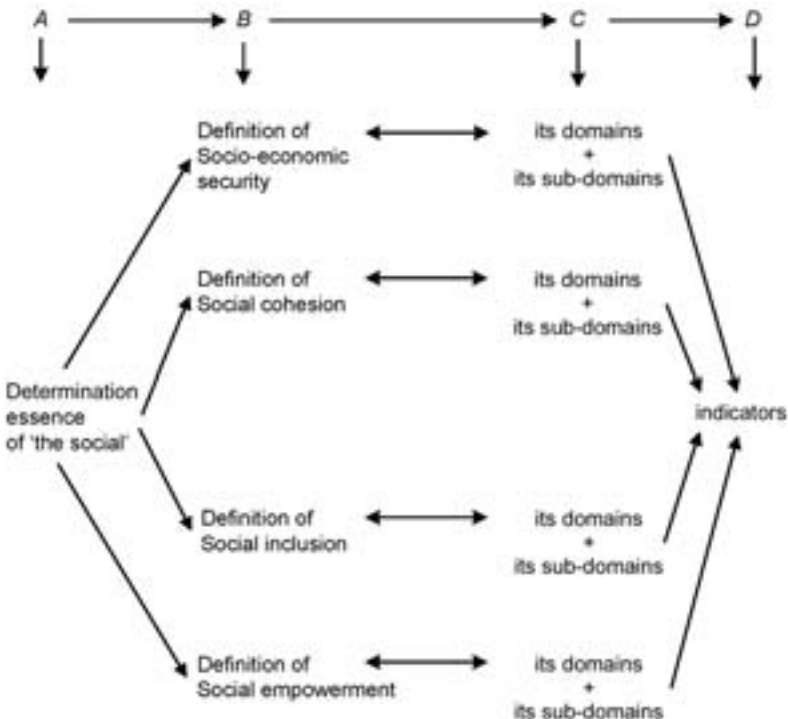 A B C D
Definition of
Socio-economic
security
its domains
+
its sub-domains
Definition of
Social cohesion
its domains
+
its sub-domains
Determination
essence
of 'the social'
indicators
Definition of
Social inclusion
its domains
+
its sub-domains
Definition of
Social empowerment
its domains
+
its sub-domains